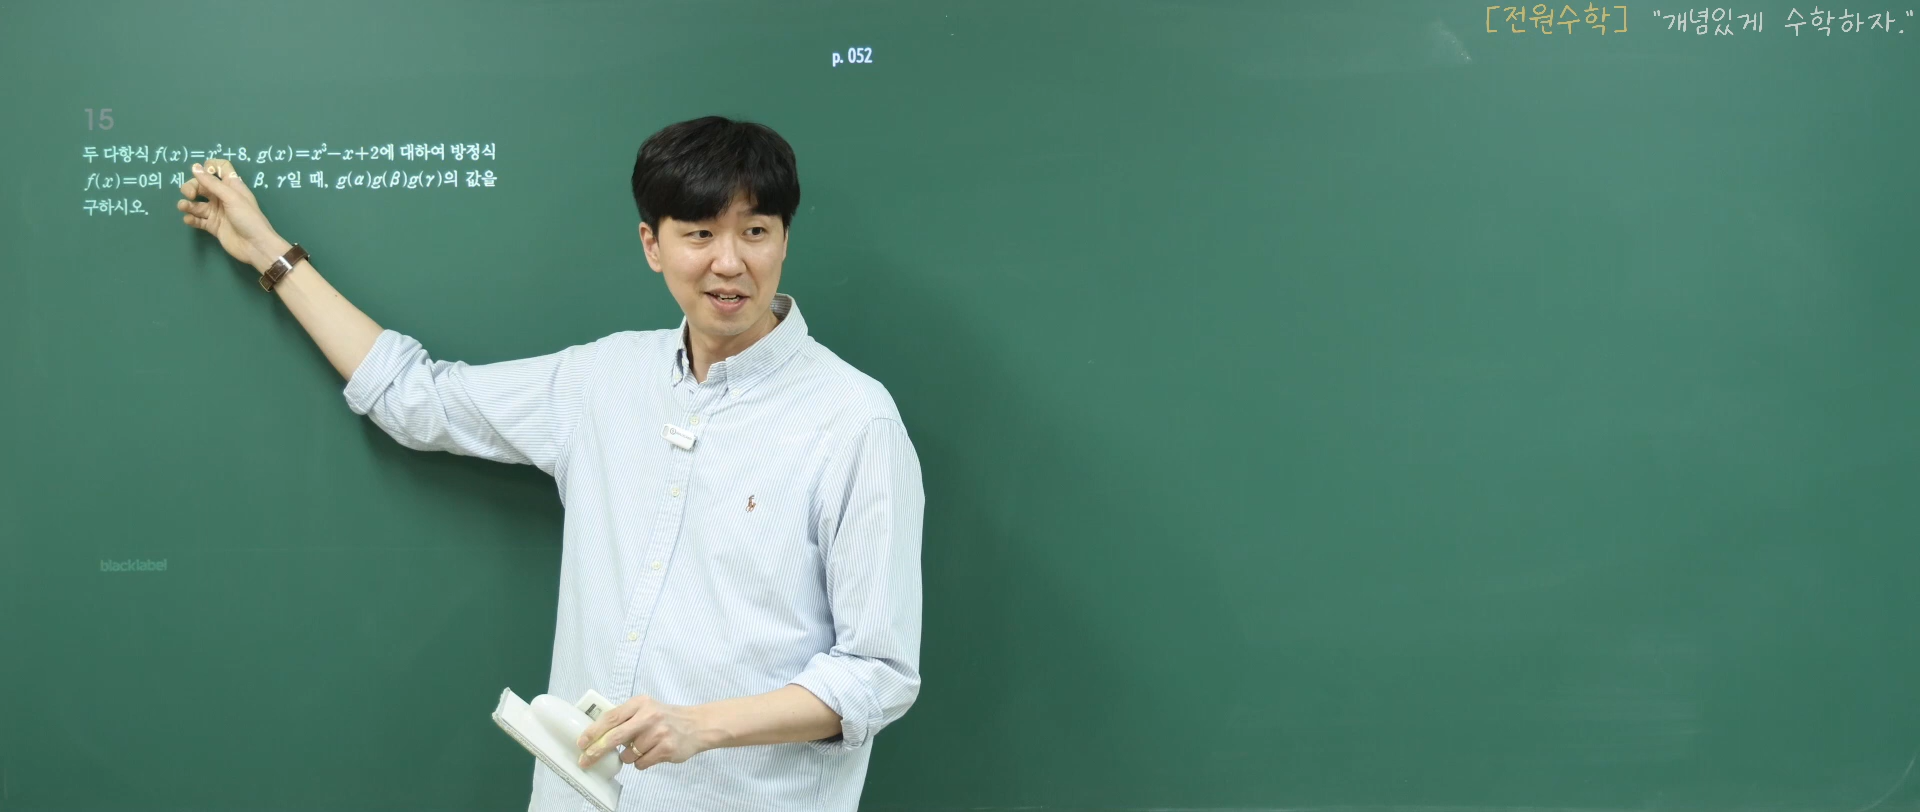 [전원수학] "개념있게 수학하자."
p. 052
15
두 다항식 f(x)=x³+8, g(x)=x³−x+2에 대하여 방정식
f(x)=0의 세 β, γ일 때, g(α)g(β)g(γ)의 값을
구하시오.
blacklabel